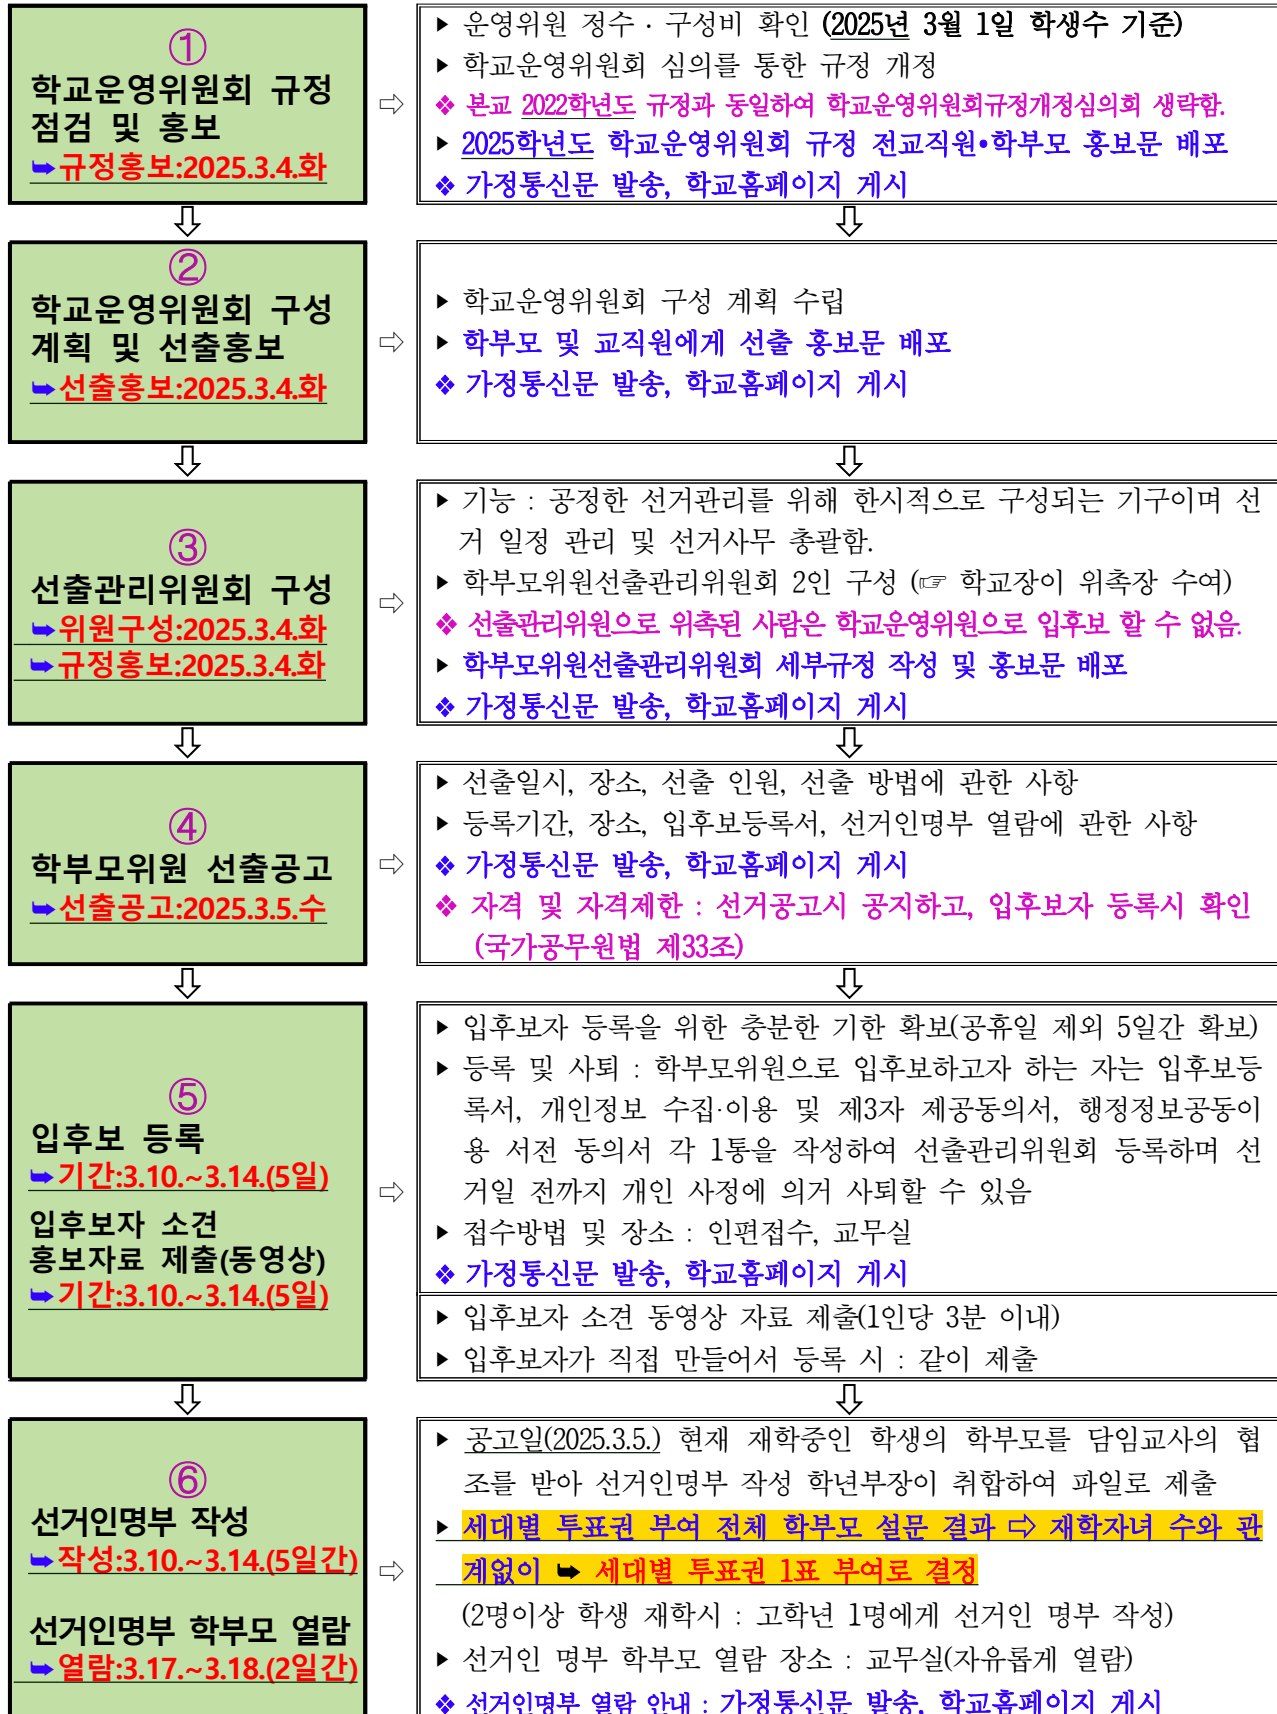 ①
학교운영위원회 규정
점검 및 홍보
➥규정홍보:2025.3.4.화
⇨
▶ 운영위원 정수 · 구성비 확인 (2025년 3월 1일 학생수 기준)
▶ 학교운영위원회 심의를 통한 규정 개정
❖ 본교 2022학년도 규정과 동일하여 학교운영위원회규정개정심의회 생략함.
▶ 2025학년도 학교운영위원회 규정 전교직원•학부모 홍보문 배포
❖ 가정통신문 발송, 학교홈페이지 게시
⇩ ⇩
②
학교운영위원회 구성
계획 및 선출홍보
➥선출홍보:2025.3.4.화
⇨
▶ 학교운영위원회 구성 계획 수립
▶ 학부모 및 교직원에게 선출 홍보문 배포
❖ 가정통신문 발송, 학교홈페이지 게시
⇩ ⇩
③
선출관리위원회 구성
➥위원구성:2025.3.4.화
➥규정홍보:2025.3.4.화
⇨
▶ 기능 : 공정한 선거관리를 위해 한시적으로 구성되는 기구이며 선
거 일정 관리 및 선거사무 총괄함.
▶ 학부모위원선출관리위원회 2인 구성 (☞ 학교장이 위촉장 수여)
❖ 선출관리위원으로 위촉된 사람은 학교운영위원으로 입후보 할 수 없음.
▶ 학부모위원선출관리위원회 세부규정 작성 및 홍보문 배포
❖ 가정통신문 발송, 학교홈페이지 게시
⇩ ⇩
④
학부모위원 선출공고
➥선출공고:2025.3.5.수
⇨
▶ 선출일시, 장소, 선출 인원, 선출 방법에 관한 사항
▶ 등록기간, 장소, 입후보등록서, 선거인명부 열람에 관한 사항
❖ 가정통신문 발송, 학교홈페이지 게시
❖ 자격 및 자격제한 : 선거공고시 공지하고, 입후보자 등록시 확인
(국가공무원법 제33조)
⇩ ⇩
⑤
입후보 등록
➥기간:3.10.~3.14.(5일)
입후보자 소견
홍보자료 제출(동영상)
➥기간:3.10.~3.14.(5일)
⇨
▶ 입후보자 등록을 위한 충분한 기한 확보(공휴일 제외 5일간 확보)
▶ 등록 및 사퇴 : 학부모위원으로 입후보하고자 하는 자는 입후보등
록서, 개인정보 수집·이용 및 제3자 제공동의서, 행정정보공동이
용 서전 동의서 각 1통을 작성하여 선출관리위원회 등록하며 선
거일 전까지 개인 사정에 의거 사퇴할 수 있음
▶ 접수방법 및 장소 : 인편접수, 교무실
❖ 가정통신문 발송, 학교홈페이지 게시
▶ 입후보자 소견 동영상 자료 제출(1인당 3분 이내)
▶ 입후보자가 직접 만들어서 등록 시 : 같이 제출
⇩ ⇩
⑥
선거인명부 작성
➥작성:3.10.~3.14.(5일간)
선거인명부 학부모 열람
➥열람:3.17.~3.18.(2일간)
⇨
▶ 공고일(2025.3.5.) 현재 재학중인 학생의 학부모를 담임교사의 협
조를 받아 선거인명부 작성 학년부장이 취합하여 파일로 제출
▶ 세대별 투표권 부여 전체 학부모 설문 결과 ⇨ 재학자녀 수와 관
계없이 ➥ 세대별 투표권 1표 부여로 결정
(2명이상 학생 재학시 : 고학년 1명에게 선거인 명부 작성)
▶ 선거인 명부 학부모 열람 장소 : 교무실(자유롭게 열람)
❖ 선거인명부 열람 안내 : 가정통신문 발송, 학교홈페이지 게시